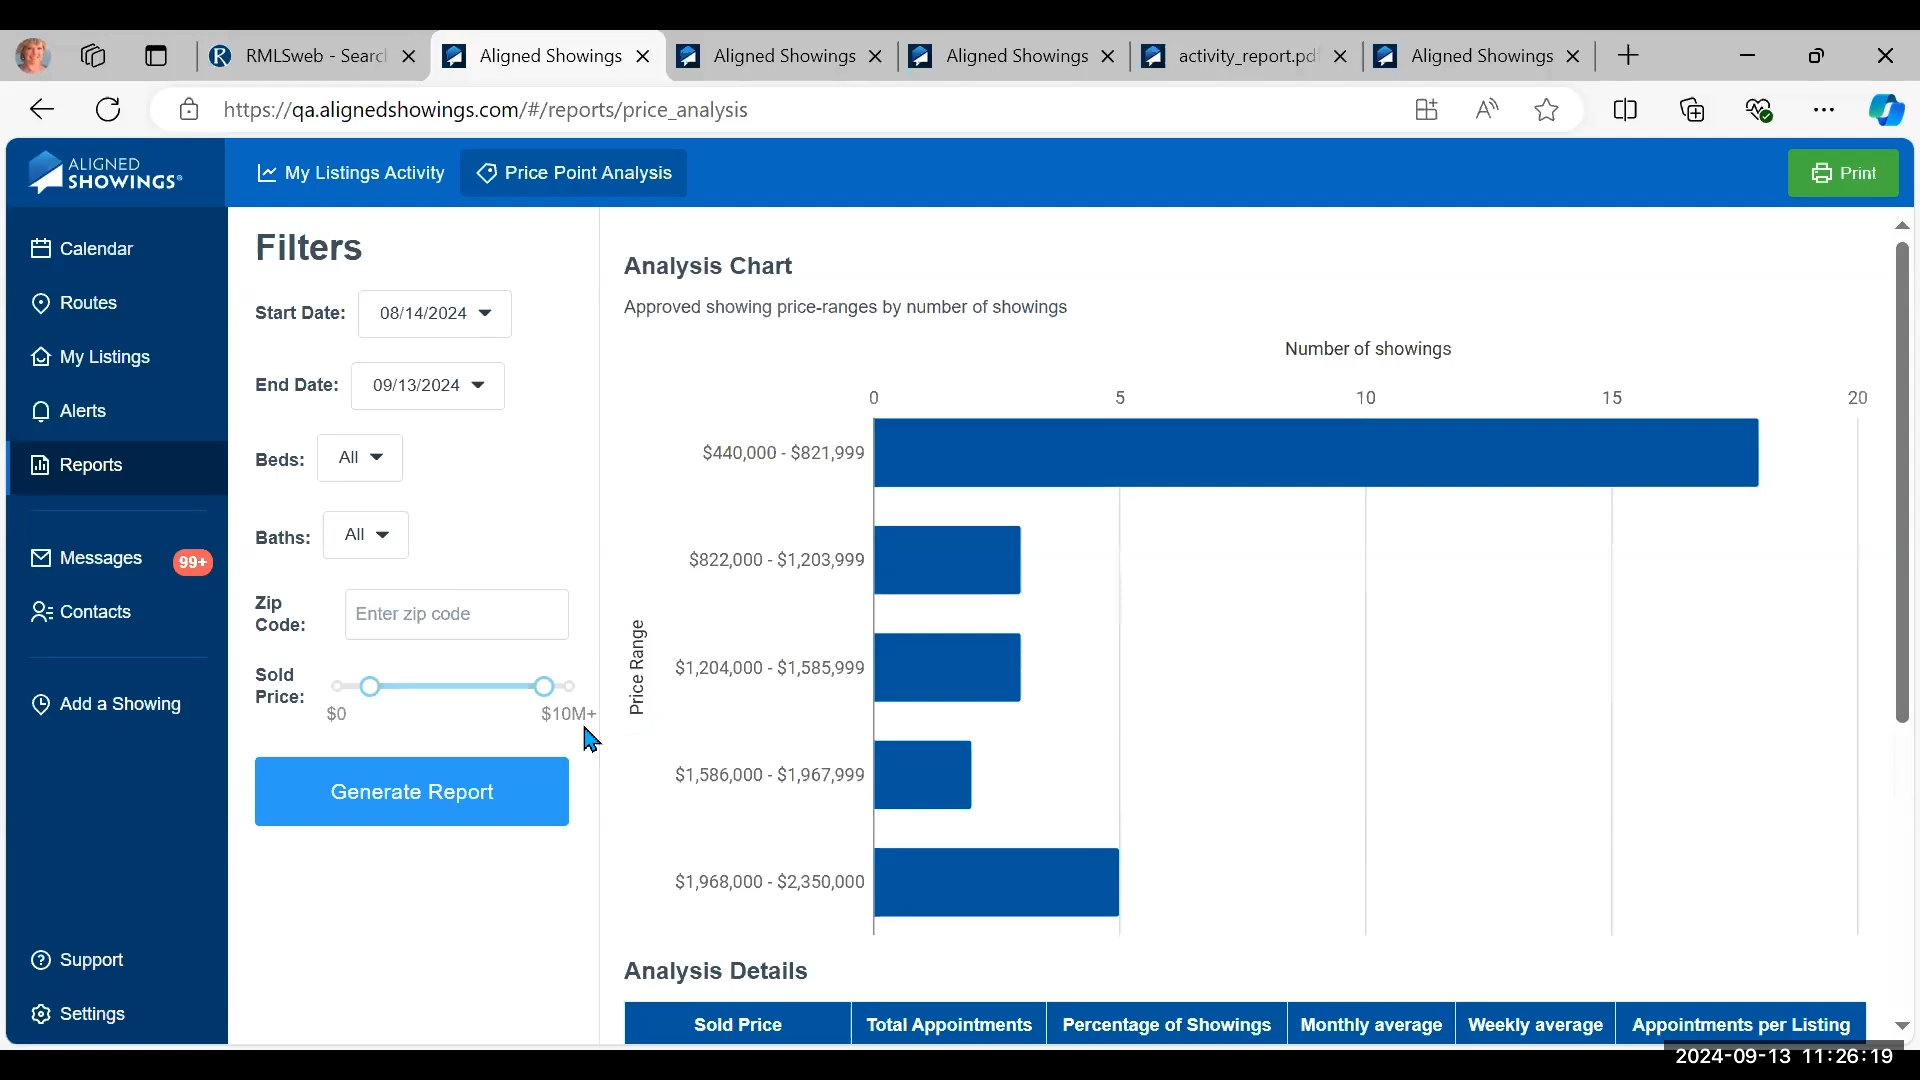 RMLSweb - Searc
Aligned Showings
Aligned Showings
Aligned Showings
activity_report.pd
Aligned Showings
https://qa.alignedshowings.com/#/reports/price_analysis
ALIGNED
SHOWINGS®
My Listings Activity
Price Point Analysis
Print
Calendar
Routes
My Listings
Alerts
Reports
Messages
99+
Contacts
Add a Showing
Support
Settings
Filters
Start Date:
08/14/2024
End Date:
09/13/2024
Beds:
All
Baths:
All
Zip
Code:
Enter zip code
Sold
Price:
$0
$10M+
Generate Report
Analysis Chart
Approved showing price-ranges by number of showings
Number of showings
0
5
10
15
20
Price Range
$440,000 - $821,999
$822,000 - $1,203,999
$1,204,000 - $1,585,999
$1,586,000 - $1,967,999
$1,968,000 - $2,350,000
Analysis Details
Sold Price
Total Appointments
Percentage of Showings
Monthly average
Weekly average
Appointments per Listing
2024-09-13 11:26:19